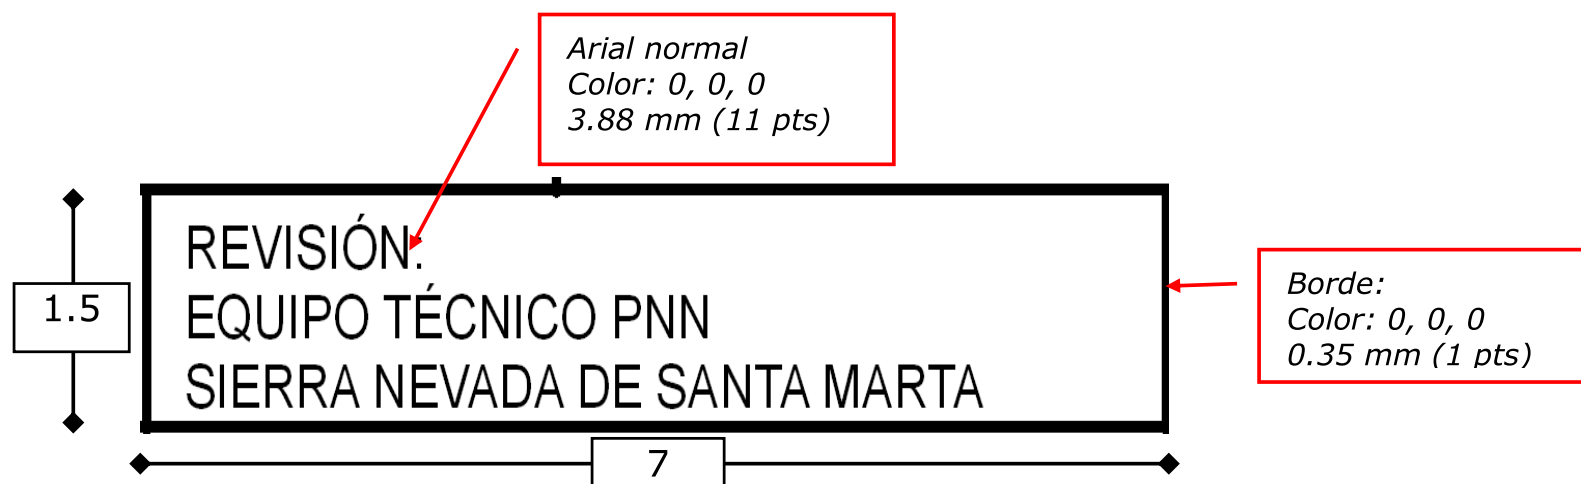 Arial normal
Color: 0, 0, 0
3.88 mm (11 pts)
REVISIÓN:
EQUIPO TÉCNICO PNN
SIERRA NEVADA DE SANTA MARTA
1.5
Borde:
Color: 0, 0, 0
0.35 mm (1 pts)
7